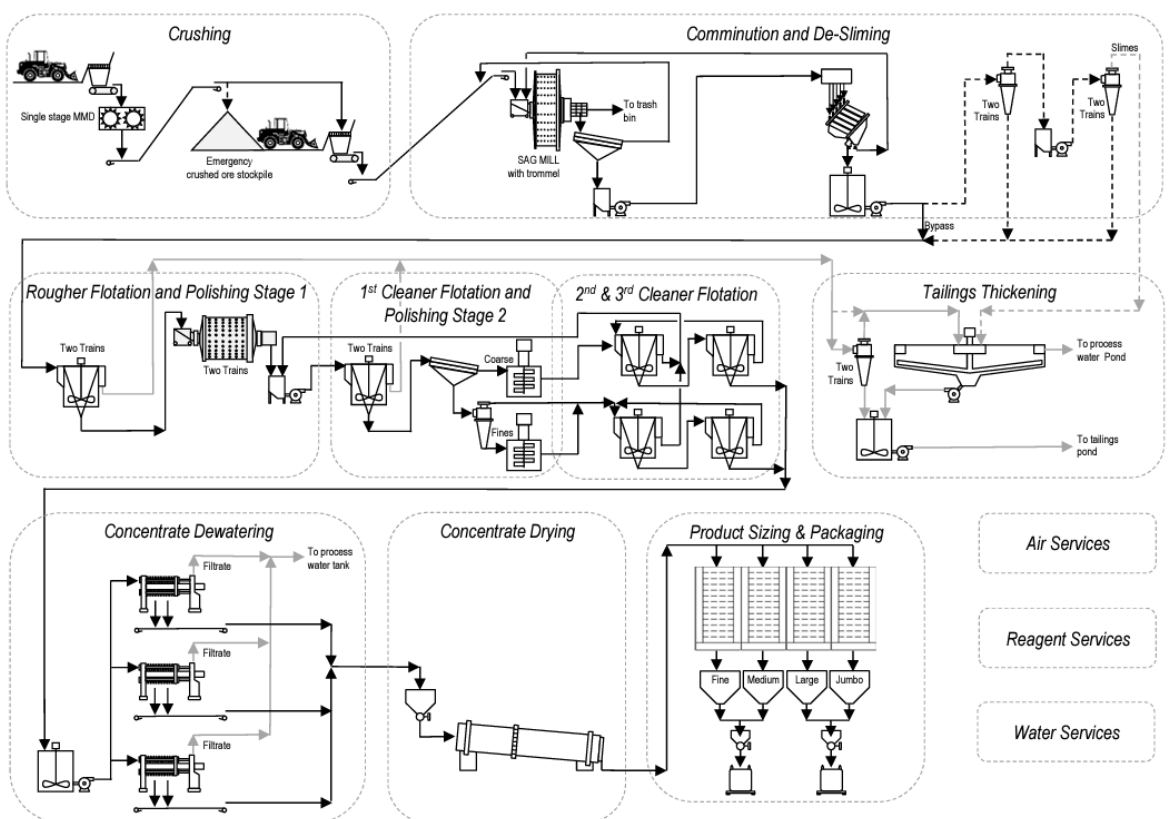 Crushing
Single stage MMD
Emergency
crushed ore stockpile
Comminution and De-Sliming
To trash
bin
SAG MILL
with trommel
Two
Trains
Slimes
Two
Trains
Bypass
Rougher Flotation and Polishing Stage 1
Two Trains
Two Trains
1st Cleaner Flotation and
Polishing Stage 2
Two Trains
Coarse
Fines
2nd & 3rd Cleaner Flotation
Tailings Thickening
Two
Trains
To process
water Pond
To tailings
pond
Concentrate Dewatering
Filtrate
To process
water tank
Filtrate
Filtrate
Concentrate Drying
Product Sizing & Packaging
Fine
Medium
Large
Jumbo
Air Services
Reagent Services
Water Services